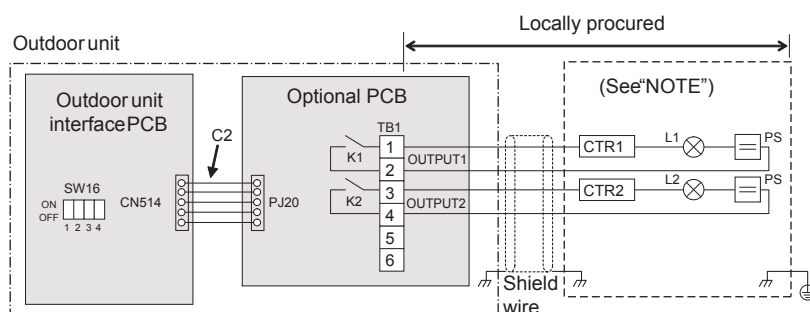 Locally procured
Outdoor unit
Outdoor unit
interface PCB
C2
SW16
ON
OFF
1 2 3 4
CN514
Optional PCB
PJ20
TB1
K1
1
OUTPUT1
2
K2
3
OUTPUT2
4
5
6
Shield
wire
(See“NOTE”)
CTR1
L1
PS
CTR2
L2
PS